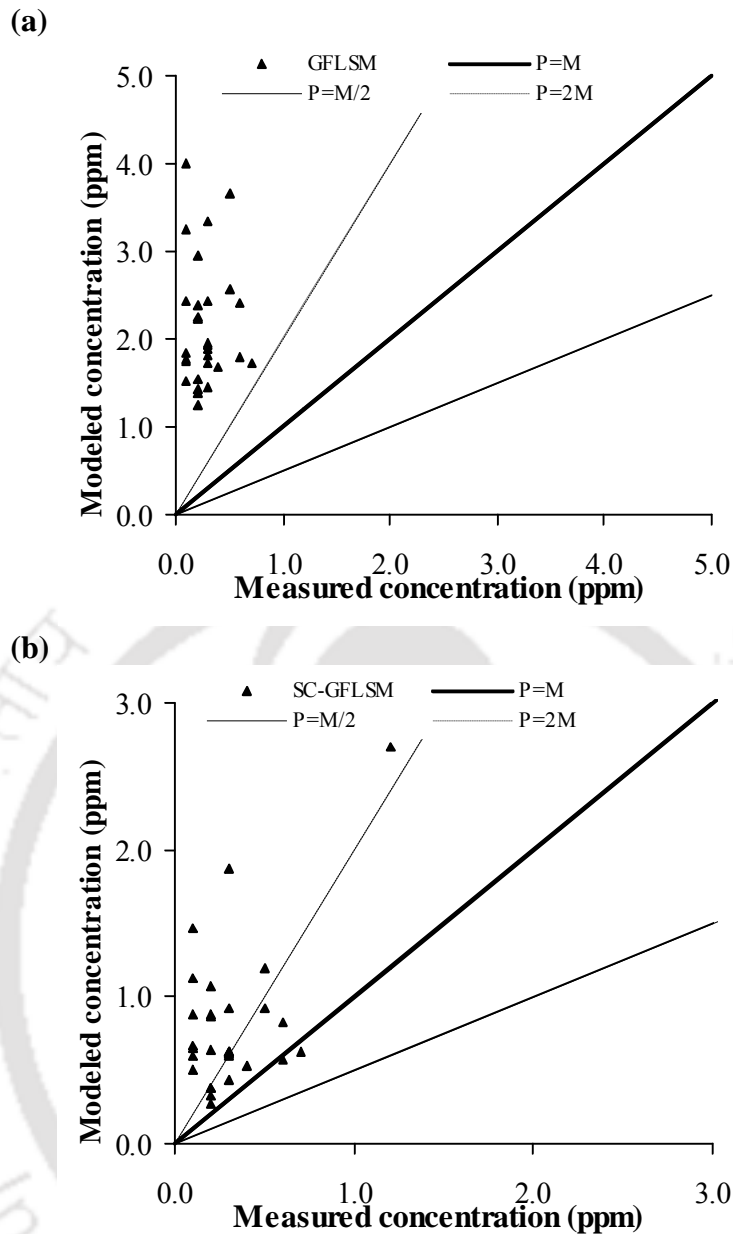 (a)
GFLSM P=M
P=M/2 P=2M
5.0
4.0
3.0
2.0
1.0
0.0
Modeled concentration (ppm)
0.0 1.0 2.0 3.0 4.0 5.0
Measured concentration (ppm)
(b)
SC-GFLSM P=M
P=M/2 P=2M
3.0
2.0
1.0
0.0
Modeled concentration (ppm)
0.0 1.0 2.0 3.0
Measured concentration (ppm)